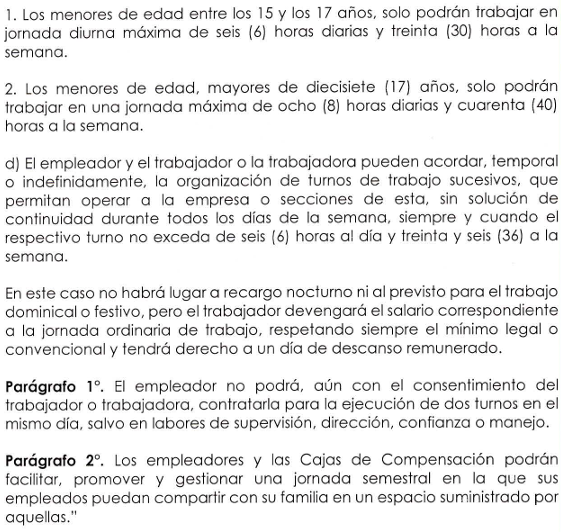 1. Los menores de edad entre los 15 y los 17 años, solo podrán trabajar en
jornada diurna máxima de seis (6) horas diarias y treinta (30) horas a la
semana.
2. Los menores de edad, mayores de diecisiete (17) años, solo podrán
trabajar en una jornada máxima de ocho (8) horas diarias y cuarenta (40)
horas a la semana.
d) El empleador y el trabajador o la trabajadora pueden acordar, temporal
o indefinidamente, la organización de turnos de trabajo sucesivos, que
permitan operar a la empresa o secciones de esta, sin solución de
continuidad durante todos los días de la semana, siempre y cuando el
respectivo turno no exceda de seis (6) horas al día y treinta y seis (36) a la
semana.
En este caso no habrá lugar a recargo nocturno ni al previsto para el trabajo
dominical o festivo, pero el trabajador devengará el salario correspondiente
a la jornada ordinaria de trabajo, respetando siempre el mínimo legal o
convencional y tendrá derecho a un día de descanso remunerado.
Parágrafo 1°. El empleador no podrá, aún con el consentimiento del
trabajador o trabajadora, contratarla para la ejecución de dos turnos en el
mismo día, salvo en labores de supervisión, dirección, confianza o manejo.
Parágrafo 2°. Los empleadores y las Cajas de Compensación podrán
facilitar, promover y gestionar una jornada semestral en la que sus
empleados puedan compartir con su familia en un espacio suministrado por
aquellas."